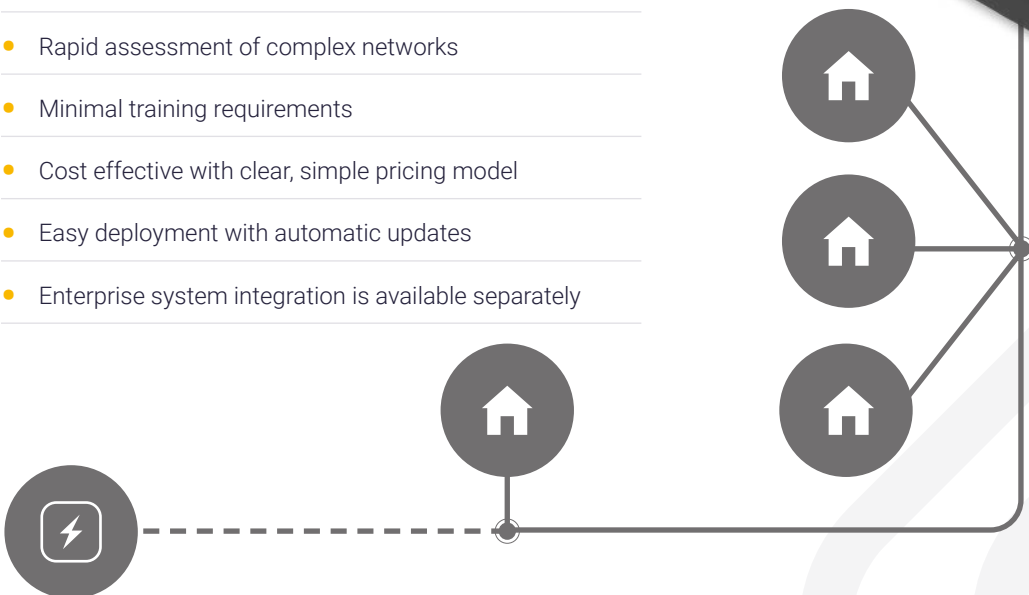 Rapid assessment of complex networks
Minimal training requirements
Cost effective with clear, simple pricing model
Easy deployment with automatic updates
Enterprise system integration is available separately